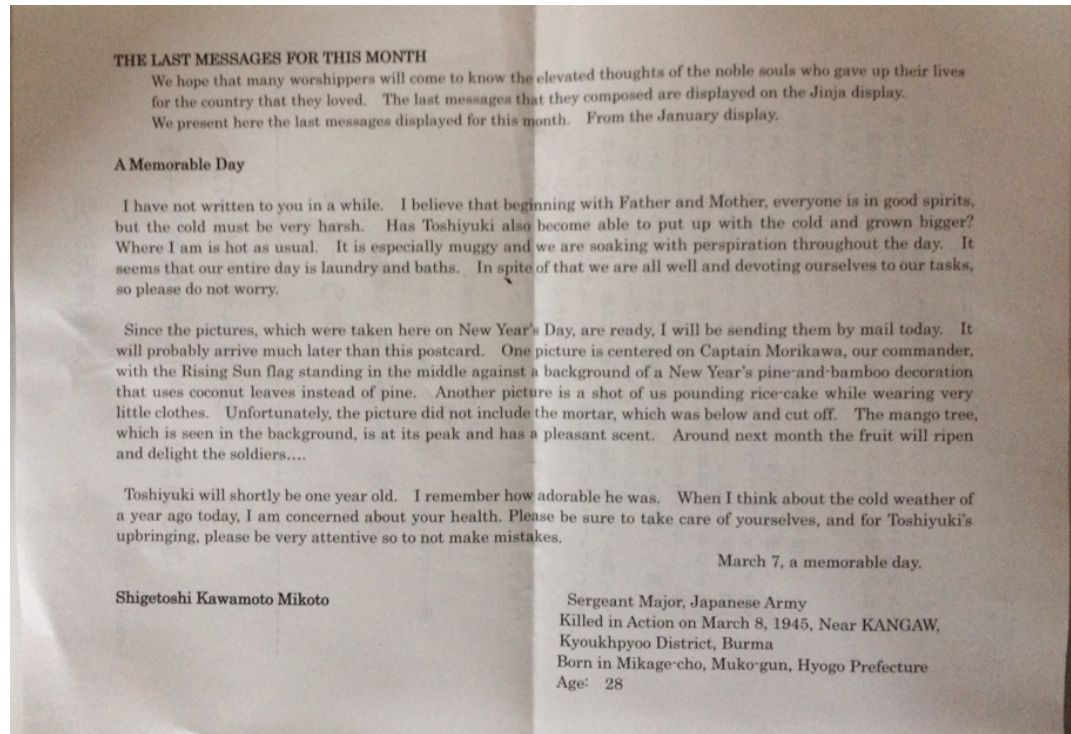 THE LAST MESSAGES FOR THIS MONTH
We hope that many worshippers will come to know the elevated thoughts of the noble souls who gave up their lives
for the country that they loved. The last messages that they composed are displayed on the Jinja display.
We present here the last messages displayed for this month. From the January display.
A Memorable Day
I have not written to you in a while. I believe that beginning with Father and Mother, everyone is in good spirits,
but the cold must be very harsh. Has Toshiyuki also become able to put up with the cold and grown bigger?
Where I am is hot as usual. It is especially muggy and we are soaking with perspiration throughout the day. It
seems that our entire day is laundry and baths. In spite of that we are all well and devoting ourselves to our tasks,
so please do not worry.
Since the pictures, which were taken here on New Year's Day, are ready, I will be sending them by mail today. It
will probably arrive much later than this postcard. One picture is centered on Captain Morikawa, our commander,
with the Rising Sun flag standing in the middle against a background of a New Year's pine-and-bamboo decoration
that uses coconut leaves instead of pine. Another picture is a shot of us pounding rice-cake while wearing very
little clothes. Unfortunately, the picture did not include the mortar, which was below and cut off. The mango tree,
which is seen in the background, is at its peak and has a pleasant scent. Around next month the fruit will ripen
and delight the soldiers....
Toshiyuki will shortly be one year old. I remember how adorable he was. When I think about the cold weather of
a year ago today, I am concerned about your health. Please be sure to take care of yourselves, and for Toshiyuki's
upbringing, please be very attentive so to not make mistakes.
March 7, a memorable day.
Shigetoshi Kawamoto Mikoto
Sergeant Major, Japanese Army
Killed in Action on March 8, 1945, Near KANGAW,
Kyoukhpyoo District, Burma
Born in Mikage-cho, Muko-gun, Hyogo Prefecture
Age: 28